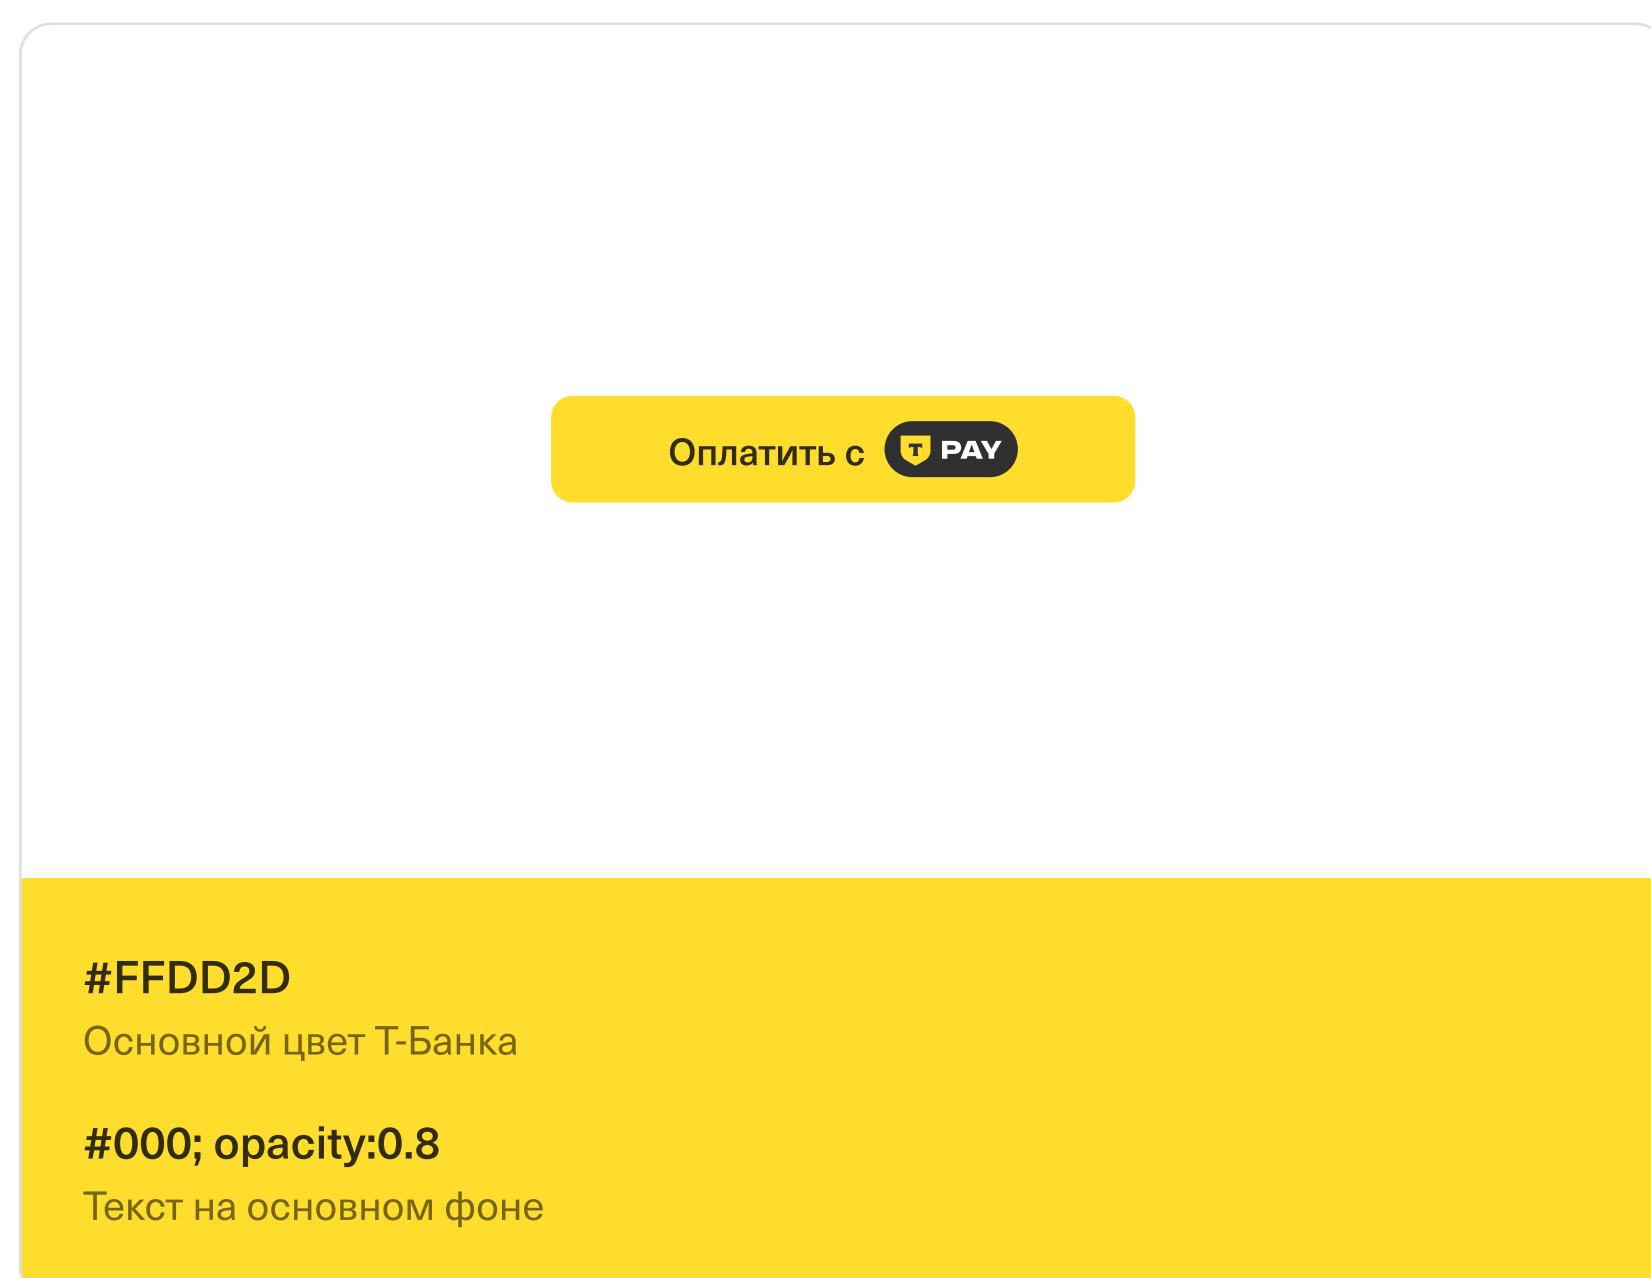 Оплатить с T PAY
#FFDD2D
Основной цвет Т-Банка
#000; opacity:0.8
Текст на основном фоне